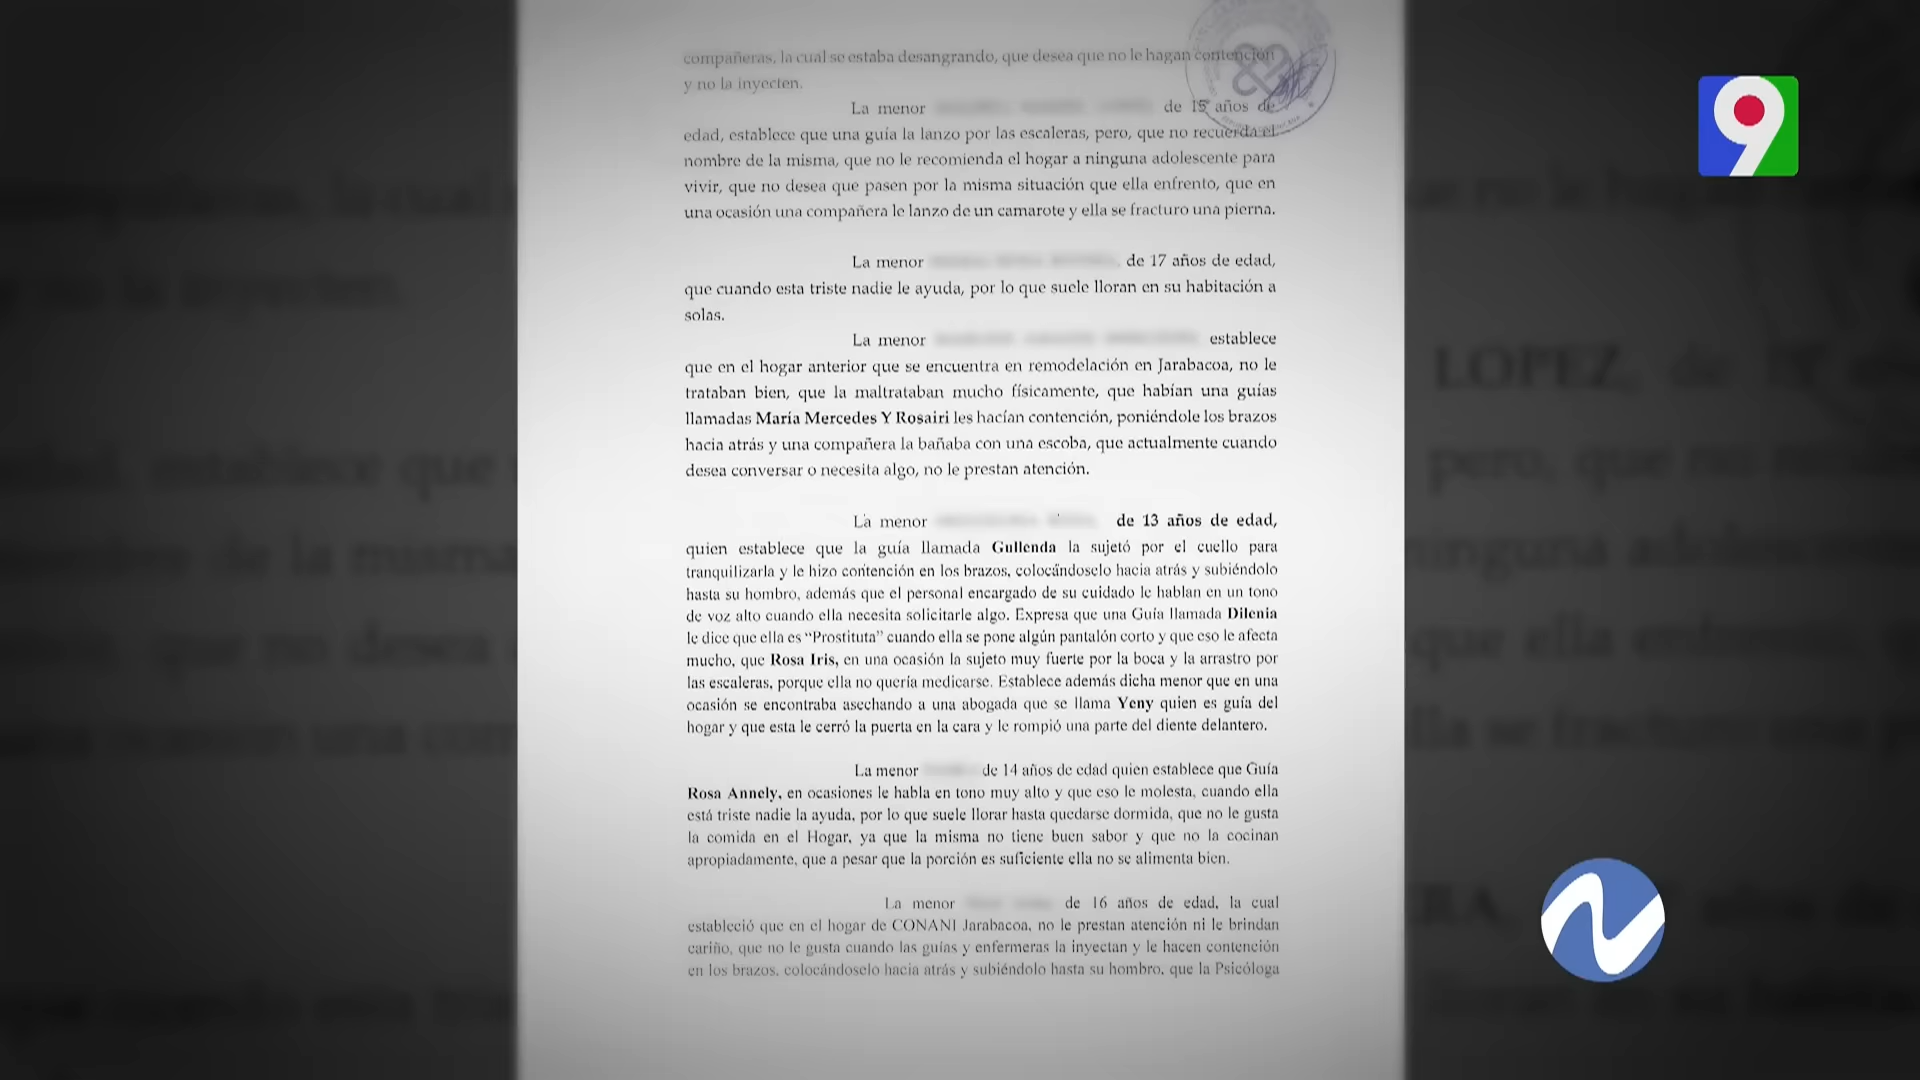 compañeras, la cual se estaba desangrando, que desea que no le hagan contención
y no la inyecten.
La menor de 15 años de
edad, establece que una guía la lanzo por las escaleras, pero, que no recuerda el
nombre de la misma, que no le recomienda el hogar a ninguna adolescente para
vivir, que no desea que pasen por la misma situación que ella enfrento, que en
una ocasión una compañera le lanzo de un camarote y ella se fracturo una pierna.
La menor de 17 años de edad,
que cuando esta triste nadie le ayuda, por lo que suele lloran en su habitación a
solas.
La menor establece
que en el hogar anterior que se encuentra en remodelación en Jarabacoa, no le
trataban bien, que la maltrataban mucho físicamente, que habían una guías
llamadas María Mercedes Y Rosairi les hacían contención, poniéndole los brazos
hacia atrás y una compañera la bañaba con una escoba, que actualmente cuando
desea conversar o necesita algo, no le prestan atención.
La menor de 13 años de edad,
quien establece que la guía llamada Gullenda la sujetó por el cuello para
tranquilizarla y le hizo contención en los brazos, colocándoselo hacia atrás y subiéndolo
hasta su hombro, además que el personal encargado de su cuidado le hablan en un tono
de voz alto cuando ella necesita solicitarle algo. Expresa que una Guía llamada Dilenia
le dice que ella es “Prostituta” cuando ella se pone algún pantalón corto y que eso le afecta
mucho, que Rosa Iris, en una ocasión la sujeto muy fuerte por la boca y la arrastro por
las escaleras, porque ella no quería medicarse. Establece además dicha menor que en una
ocasión se encontraba asechando a una abogada que se llama Yeny quien es guía del
hogar y que esta le cerró la puerta en la cara y le rompió una parte del diente delantero.
La menor de 14 años de edad quien establece que Guía
Rosa Annely, en ocasiones le habla en tono muy alto y que eso le molesta, cuando ella
está triste nadie la ayuda, por lo que suele llorar hasta quedarse dormida, que no le gusta
la comida en el Hogar, ya que la misma no tiene buen sabor y que no la cocinan
apropiadamente, que a pesar que la porción es suficiente ella no se alimenta bien.
La menor de 16 años de edad, la cual
estableció que en el hogar de CONANI Jarabacoa, no le prestan atención ni le brindan
cariño, que no le gusta cuando las guías y enfermeras la inyectan y le hacen contención
en los brazos, colocándoselo hacia atrás y subiéndolo hasta su hombro, que la Psicóloga
9